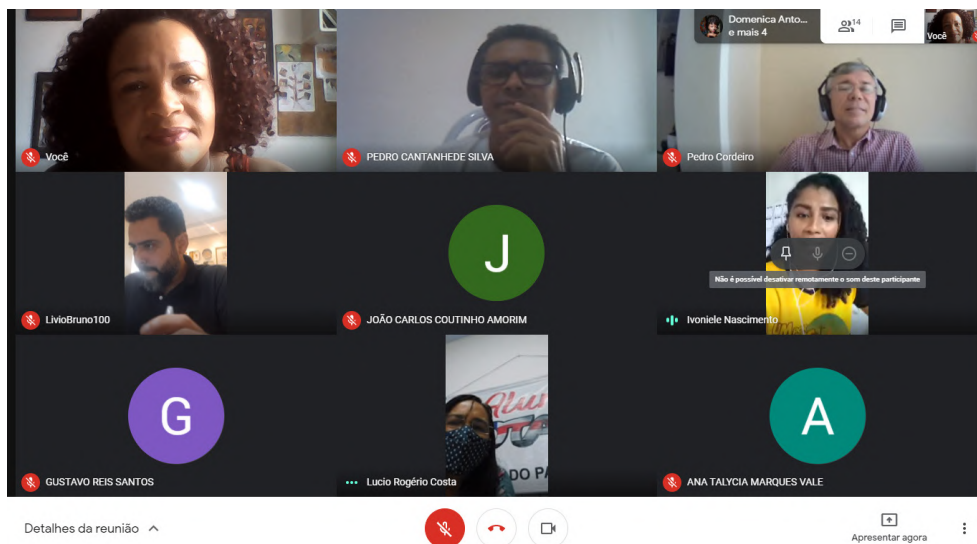 Domenica Anto...
e mais 4
14
Você
Você
PEDRO CANTANHEDE SILVA
Pedro Cordeiro
LivioBruno100
J
JOÃO CARLOS COUTINHO AMORIM
Não é possível desativar remotamente o som deste participante
Ivoniele Nascimento
G
GUSTAVO REIS SANTOS
DO PA
Lucio Rogério Costa
A
ANA TALYCIA MARQUES VALE
Detalhes da reunião
Apresentar agora